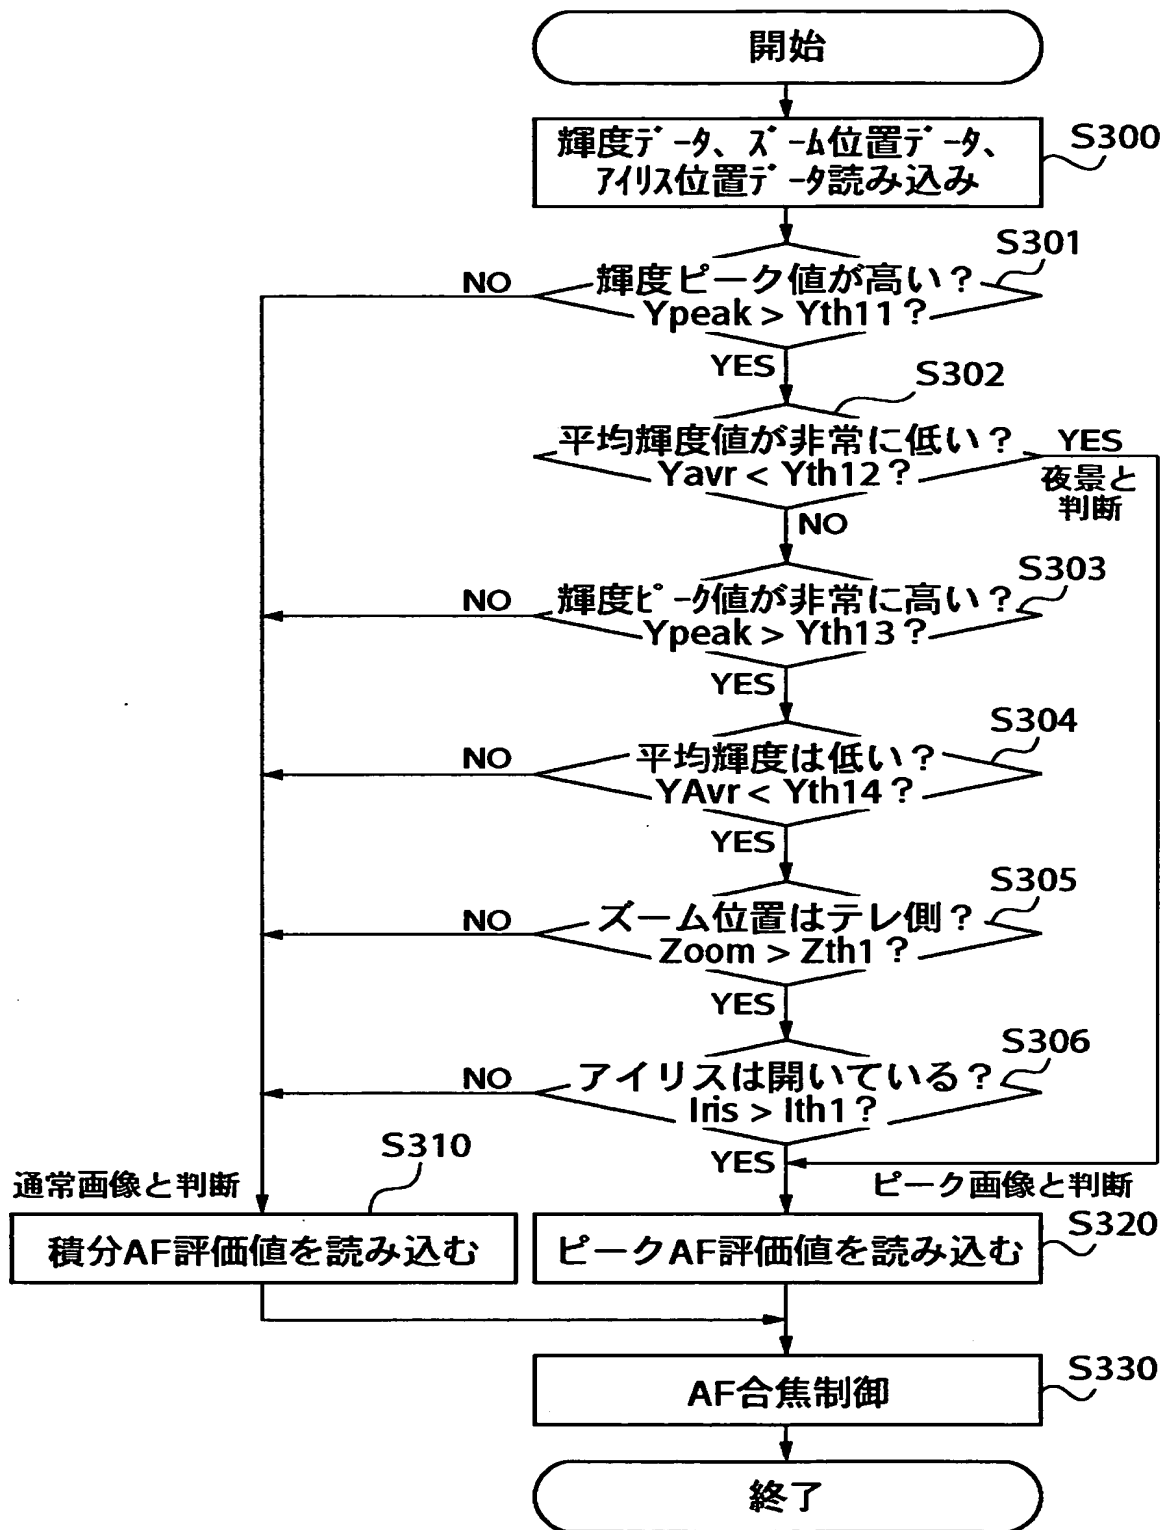 開始
輝度データ、ズーム位置データ、
アイリス位置データ読み込み
S300
S301
輝度ピーク値が高い？
Ypeak > Yth11？
NO
YES
S302
平均輝度値が非常に低い？
Yavr < Yth12？
YES
夜景と
判断
NO
S303
輝度ピーク値が非常に高い？
Ypeak > Yth13？
NO
YES
S304
平均輝度は低い？
YAvr < Yth14？
NO
YES
S305
ズーム位置はテレ側？
Zoom > Zth1？
NO
YES
S306
アイリスは開いている？
Iris > Ith1？
NO
YES
S310
通常画像と判断
ピーク画像と判断
積分AF評価値を読み込む
ピークAF評価値を読み込む
S320
AF合焦制御
S330
終了